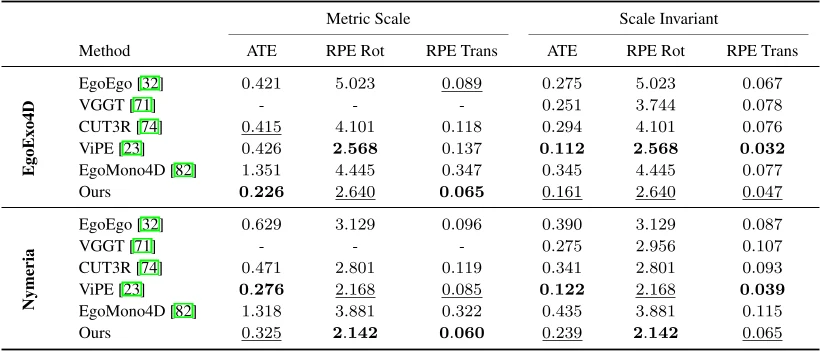 Metric Scale Scale Invariant
Method ATE RPE Rot RPE Trans ATE RPE Rot RPE Trans
EgoExo4D
EgoEgo [32] 0.421 5.023 0.089 0.275 5.023 0.067
VGGT [71] - - - 0.251 3.744 0.078
CUT3R [74] 0.415 4.101 0.118 0.294 4.101 0.076
ViPE [23] 0.426 2.568 0.137 0.112 2.568 0.032
EgoMono4D [82] 1.351 4.445 0.347 0.345 4.445 0.077
Ours 0.226 2.640 0.065 0.161 2.640 0.047
Nymeria
EgoEgo [32] 0.629 3.129 0.096 0.390 3.129 0.087
VGGT [71] - - - 0.275 2.956 0.107
CUT3R [74] 0.471 2.801 0.119 0.341 2.801 0.093
ViPE [23] 0.276 2.168 0.085 0.122 2.168 0.039
EgoMono4D [82] 1.318 3.881 0.322 0.435 3.881 0.115
Ours 0.325 2.142 0.060 0.239 2.142 0.065